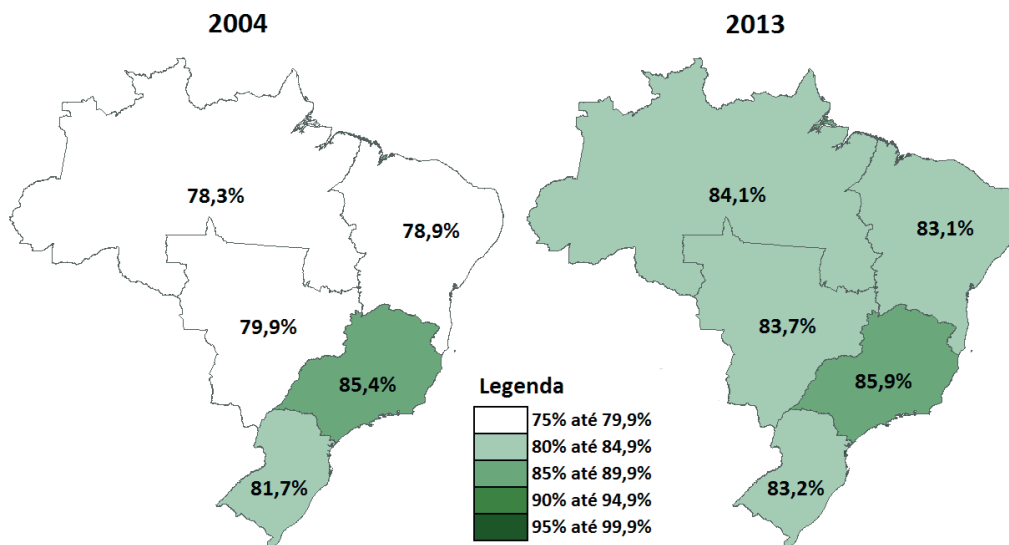 2004
78,3%
78,9%
79,9%
85,4%
81,7%
2013
84,1%
83,1%
83,7%
85,9%
83,2%
Legenda
75% até 79,9%
80% até 84,9%
85% até 89,9%
90% até 94,9%
95% até 99,9%